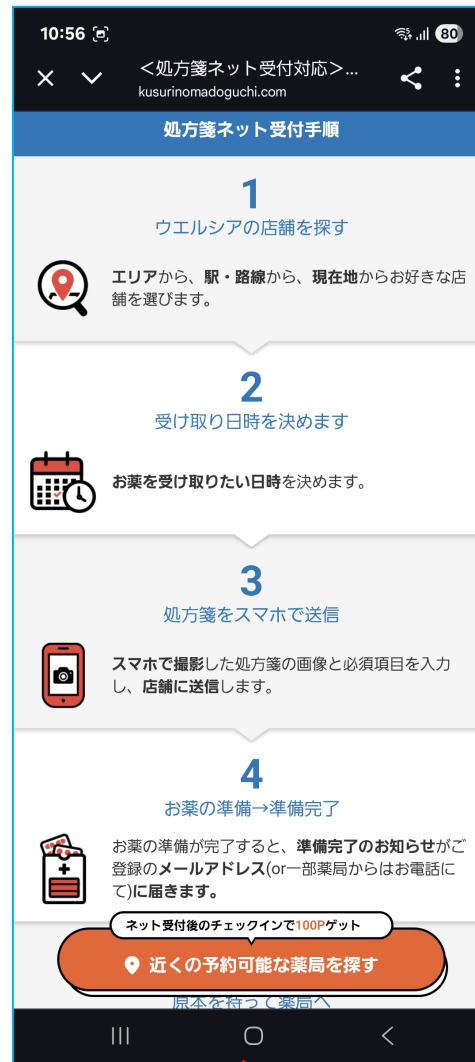 10:56
80
<処方箋ネット受付対応>...
kusurinomadoguchi.com
処方箋ネット受付手順
1
ウエルシアの店舗を探す
エリアから、駅・路線から、現在地からお好きな店
舗を選びます。
2
受け取り日時を決めます
お薬を受け取りたい日時を決めます。
3
処方箋をスマホで送信
スマホで撮影した処方箋の画像と必須項目を入力
し、店舗に送信します。
4
お薬の準備→準備完了
お薬の準備が完了すると、準備完了のお知らせがご
登録のメールアドレス(or一部薬局からはお電話に
て)に届きます。
ネット受付後のチェックインで100Pゲット
近くの予約可能な薬局を探す
原本を持って薬局へ